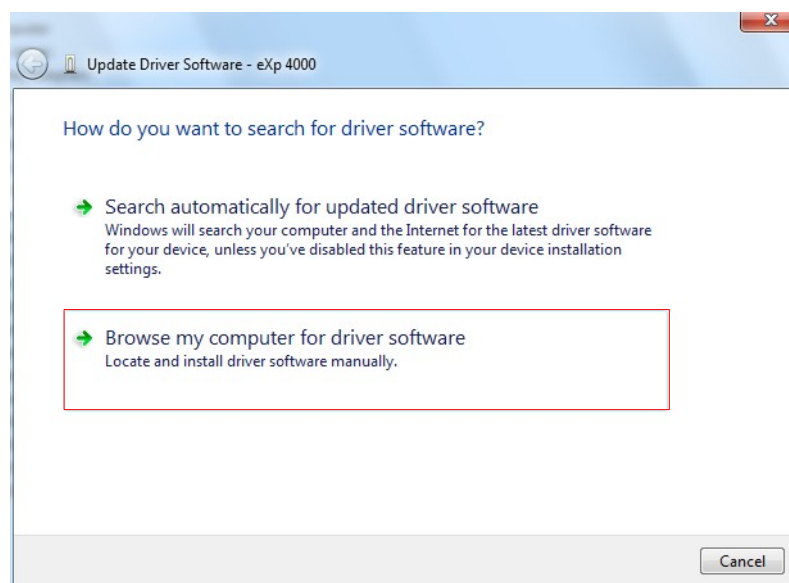 Update Driver Software - eXp 4000
How do you want to search for driver software?
Search automatically for updated driver software
Windows will search your computer and the Internet for the latest driver software
for your device, unless you've disabled this feature in your device installation
settings.
Browse my computer for driver software
Locate and install driver software manually.
Cancel